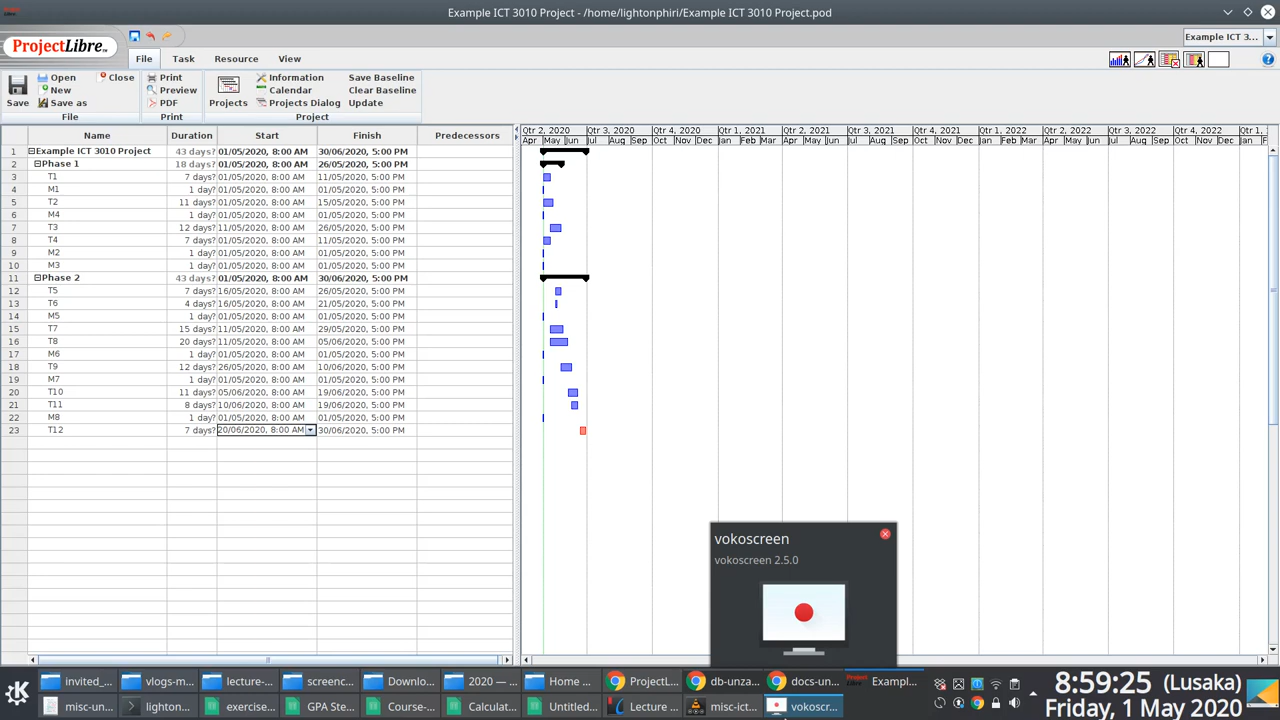 Example ICT 3010 Project - /home/lightonphiri/Example ICT 3010 Project.pod
ProjectLibre™
Example ICT 3...
File Task Resource View
Save
Open
New
Save as
Close
File
Print
Preview
PDF
Print
Projects
Information
Calendar
Projects Dialog
Save Baseline
Clear Baseline
Update
Project
Name Duration Start Finish Predecessors
Qtr 2, 2020 Qtr 3, 2020 Qtr 4, 2020 Qtr 1, 2021 Qtr 2, 2021 Qtr 3, 2021 Qtr 4, 2021 Qtr 1, 2022 Qtr 2, 2022 Qtr 3, 2022 Qtr 4, 2022 Qtr 1,
Apr May Jun Jul Aug Sep Oct Nov Dec Jan Feb Mar Apr May Jun Jul Aug Sep Oct Nov Dec Jan Feb Mar Apr May Jun Jul Aug Sep Oct Nov Dec Jan F
1 Example ICT 3010 Project 43 days? 01/05/2020, 8:00 AM 30/06/2020, 5:00 PM
2 Phase 1 18 days? 01/05/2020, 8:00 AM 26/05/2020, 5:00 PM
3 T1 7 days? 01/05/2020, 8:00 AM 11/05/2020, 5:00 PM
4 M1 1 day? 01/05/2020, 8:00 AM 01/05/2020, 5:00 PM
5 T2 11 days? 01/05/2020, 8:00 AM 15/05/2020, 5:00 PM
6 M4 1 day? 01/05/2020, 8:00 AM 01/05/2020, 5:00 PM
7 T3 12 days? 11/05/2020, 8:00 AM 26/05/2020, 5:00 PM
8 T4 7 days? 01/05/2020, 8:00 AM 11/05/2020, 5:00 PM
9 M2 1 day? 01/05/2020, 8:00 AM 01/05/2020, 5:00 PM
10 M3 1 day? 01/05/2020, 8:00 AM 01/05/2020, 5:00 PM
11 Phase 2 43 days? 01/05/2020, 8:00 AM 30/06/2020, 5:00 PM
12 T5 7 days? 16/05/2020, 8:00 AM 26/05/2020, 5:00 PM
13 T6 4 days? 16/05/2020, 8:00 AM 21/05/2020, 5:00 PM
14 M5 1 day? 01/05/2020, 8:00 AM 01/05/2020, 5:00 PM
15 T7 15 days? 11/05/2020, 8:00 AM 29/05/2020, 5:00 PM
16 T8 20 days? 11/05/2020, 8:00 AM 05/06/2020, 5:00 PM
17 M6 1 day? 01/05/2020, 8:00 AM 01/05/2020, 5:00 PM
18 T9 12 days? 26/05/2020, 8:00 AM 10/06/2020, 5:00 PM
19 M7 1 day? 01/05/2020, 8:00 AM 01/05/2020, 5:00 PM
20 T10 11 days? 05/06/2020, 8:00 AM 19/06/2020, 5:00 PM
21 T11 8 days? 10/06/2020, 8:00 AM 19/06/2020, 5:00 PM
22 M8 1 day? 01/05/2020, 8:00 AM 01/05/2020, 5:00 PM
23 T12 7 days? 20/06/2020, 8:00 AM 30/06/2020, 5:00 PM
vokoscreen
vokoscreen 2.5.0
invited_... vlogs-m... lecture-... screenc... Downlo... 2020 —... Home ... ProjectL... db-unza... docs-un... Exampl...
misc-un... lighton... exercise... GPA Ste... Course-... Calculat... Untitled... Lecture ... misc-ict... vokoscr...
8:59:25 (Lusaka)
Friday, 1 May 2020